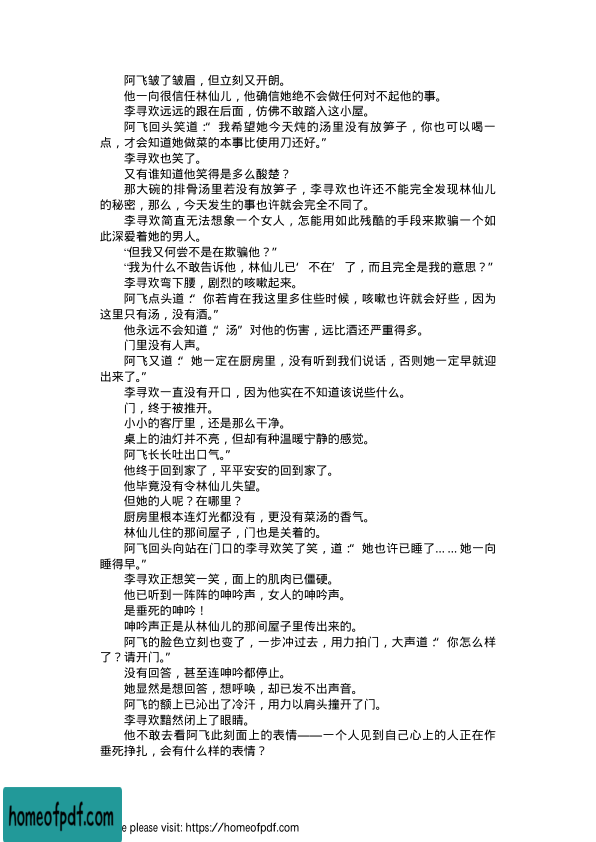 阿飞皱了皱眉，但立刻又开朗。
他一向很信任林仙儿，他确信她绝不会做任何对不起他的事。
李寻欢远远的跟在后面，仿佛不敢踏入这小屋。
阿飞回头笑道：“我希望她今天炖的汤里没有放笋子，你也可以喝一
点，才会知道她做菜的本事比使用刀还好。”
李寻欢也笑了。
又有谁知道他笑得是多么酸楚？
那大碗的排骨汤里若没有放笋子，李寻欢也许还不能完全发现林仙儿
的秘密，那么，今天发生的事也许就会完全不同了。
李寻欢简直无法想象一个女人，怎能用如此残酷的手段来欺骗一个如
此深爱着她的男人。
“但我又何尝不是在欺骗他？”
“我为什么不敢告诉他，林仙儿已’不在’了，而且完全是我的意思？”
李寻欢弯下腰，剧烈的咳嗽起来。
阿飞点头道：“你若肯在我这里多住些时候，咳嗽也许就会好些，因为
这里只有汤，没有酒。”
他永远不会知道，“汤”对他的伤害，远比酒还严重得多。
门里没有人声。
阿飞又道：“她一定在厨房里，没有听到我们说话，否则她一定早就迎
出来了。”
李寻欢一直没有开口，因为他实在不知道该说些什么。
门，终于被推开。
小小的客厅里，还是那么干净。
桌上的油灯并不亮，但却有种温暖宁静的感觉。
阿飞长长吐出口气。”
他终于回到家了，平平安安的回到家了。
他毕竟没有令林仙儿失望。
但她的人呢？在哪里？
厨房里根本连灯光都没有，更没有菜汤的香气。
林仙儿住的那间屋子，门也是关着的。
阿飞回头向站在门口的李寻欢笑了笑，道：“她也许已睡了……她一向
睡得早。”
李寻欢正想笑一笑，面上的肌肉已僵硬。
他已听到一阵阵的呻吟声，女人的呻吟声。
是垂死的呻吟！
呻吟声正是从林仙儿的那间屋子里传出来的。
阿飞的脸色立刻也变了，一步冲过去，用力拍门，大声道：“你怎么样
了？请开门。”
没有回答，甚至连呻吟都停止。
她显然是想回答，想呼唤，却已发不出声音。
阿飞的额上已沁出了冷汗，用力以肩头撞开了门。
李寻欢黯然闭上了眼睛。
他不敢去看阿飞此刻面上的表情——一个人见到自己心上的人正在作
垂死挣扎，会有什么样的表情？
homeofpdf.com
e please visit: https://homeofpdf.com